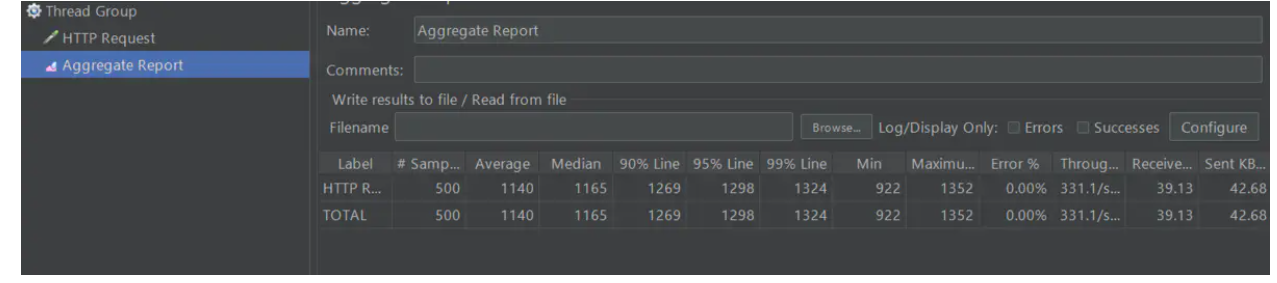 Thread Group
HTTP Request
Aggregate Report
Name: Aggregate Report
Comments:
Write results to file / Read from file
Filename Browse... Log/Display Only: Errors Successes Configure
Label # Samp... Average Median 90% Line 95% Line 99% Line Min Maximu... Error % Throug... Receive... Sent KB...
HTTP R... 500 1140 1165 1269 1298 1324 922 1352 0.00% 331.1/s... 39.13 42.68
TOTAL 500 1140 1165 1269 1298 1324 922 1352 0.00% 331.1/s... 39.13 42.68